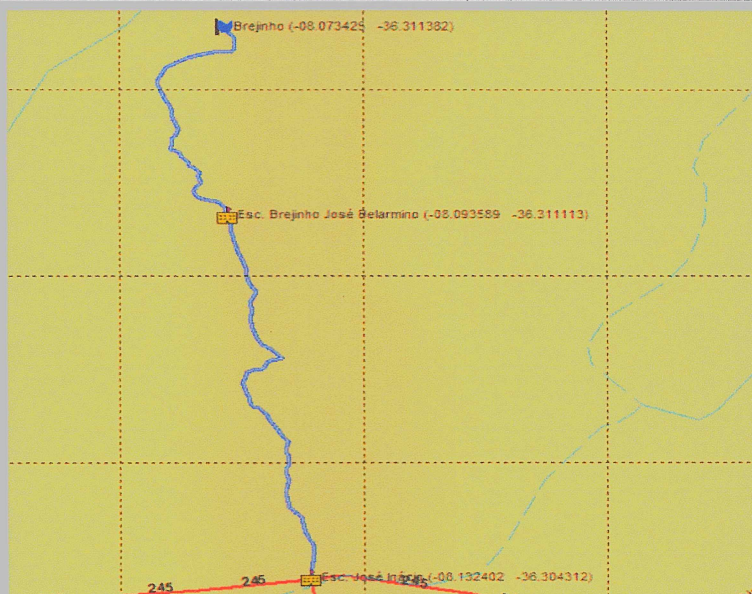 Brejinho (-08.073425 -36.311382)
Esc. Brejinho José Belarmino (-08.093589 -36.311113)
Esc. José Inácio (-08.132402 -36.304312)
245
245
245